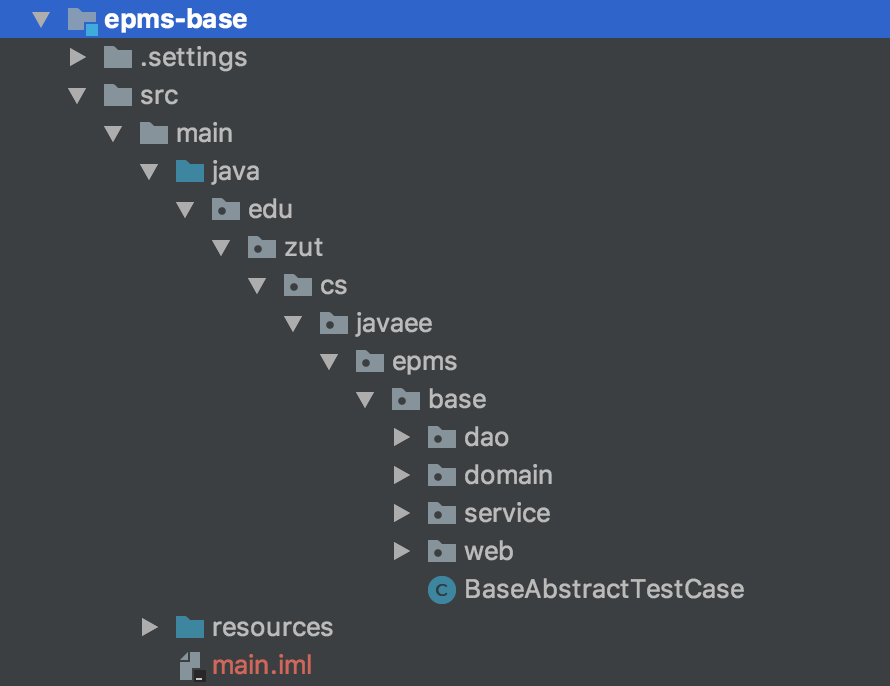 epms-base
.settings
src
main
java
edu
zut
cs
javaee
epms
base
dao
domain
service
web
C BaseAbstractTestCase
resources
main.iml